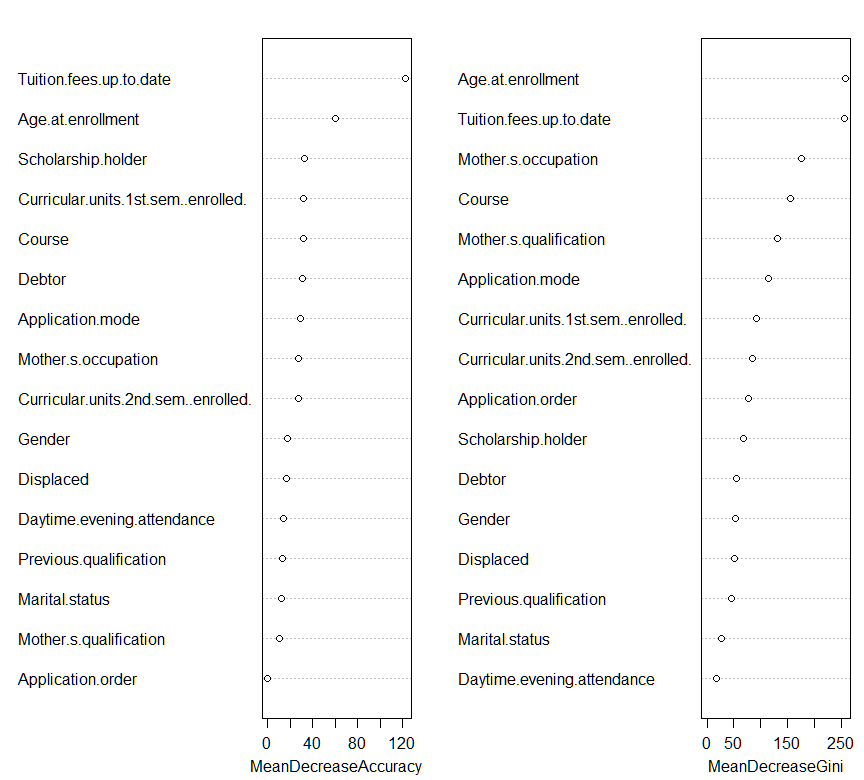 Tuition.fees.up.to.date
Age.at.enrollment
Scholarship.holder
Curricular.units.1st.sem..enrolled.
Course
Debtor
Application.mode
Mother.s.occupation
Curricular.units.2nd.sem..enrolled.
Gender
Displaced
Daytime.evening.attendance
Previous.qualification
Marital.status
Mother.s.qualification
Application.order
0 40 80 120
MeanDecreaseAccuracy
Age.at.enrollment
Tuition.fees.up.to.date
Mother.s.occupation
Course
Mother.s.qualification
Application.mode
Curricular.units.1st.sem..enrolled.
Curricular.units.2nd.sem..enrolled.
Application.order
Scholarship.holder
Debtor
Gender
Displaced
Previous.qualification
Marital.status
Daytime.evening.attendance
0 50 150 250
MeanDecreaseGini